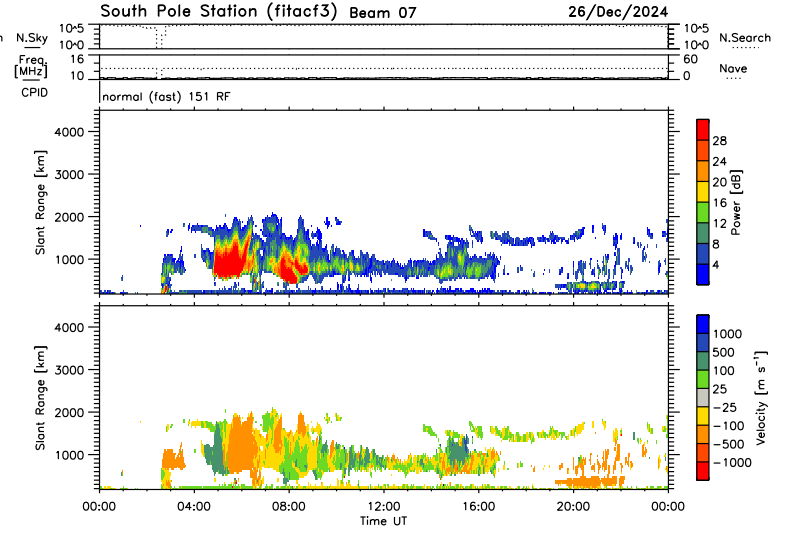 South Pole Station (fitacf3) Beam 07 26/Dec/2024
n N.Sky 10^5 10^0 10^5 10^0 N.Search
Freq. [MHz] 16 10 60 0 Nave
CPID normal (fast) 151 RF
Slant Range [km]
4000
3000
2000
1000
28
24
20
16
12
8
4
Power [dB]
Slant Range [km]
4000
3000
2000
1000
1000
500
100
25
-25
-100
-500
-1000
Velocity [m s⁻¹]
00:00 04:00 08:00 12:00 16:00 20:00 00:00
Time UT